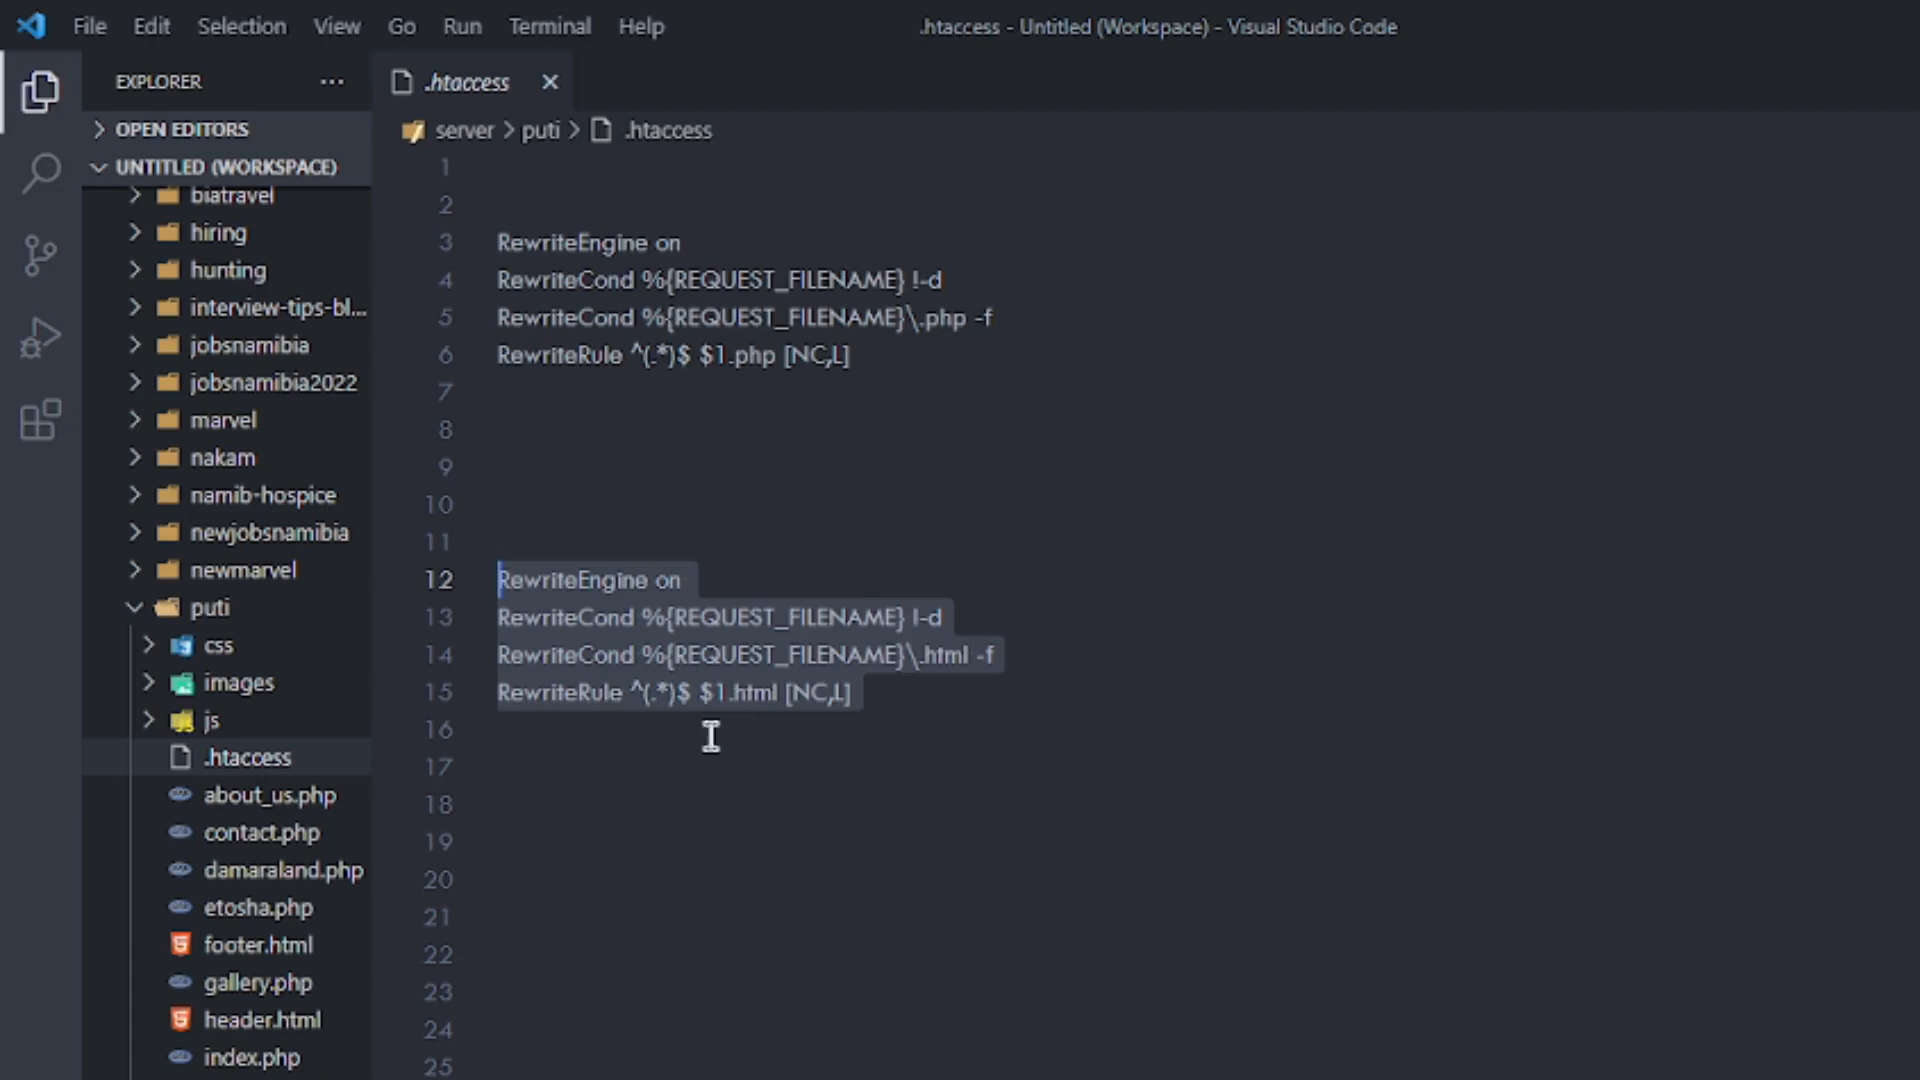 File Edit Selection View Go Run Terminal Help
.htaccess - Untitled (Workspace) - Visual Studio Code
EXPLORER
OPEN EDITORS
UNTITLED (WORKSPACE)
biatravel
hiring
hunting
interview-tips-bl...
jobsnamibia
jobsnamibia2022
marvel
nakam
namib-hospice
newjobsnamibia
newmarvel
puti
css
images
js
.htaccess
about_us.php
contact.php
damaraland.php
etosha.php
footer.html
gallery.php
header.html
index.php
.htaccess
server > puti > .htaccess
1
2
3 RewriteEngine on
4 RewriteCond %{REQUEST_FILENAME} !-d
5 RewriteCond %{REQUEST_FILENAME}\.php -f
6 RewriteRule ^(.*)$ $1.php [NC,L]
7
8
9
10
11
12 RewriteEngine on
13 RewriteCond %{REQUEST_FILENAME} !-d
14 RewriteCond %{REQUEST_FILENAME}\.html -f
15 RewriteRule ^(.*)$ $1.html [NC,L]
16
17
18
19
20
21
22
23
24
25